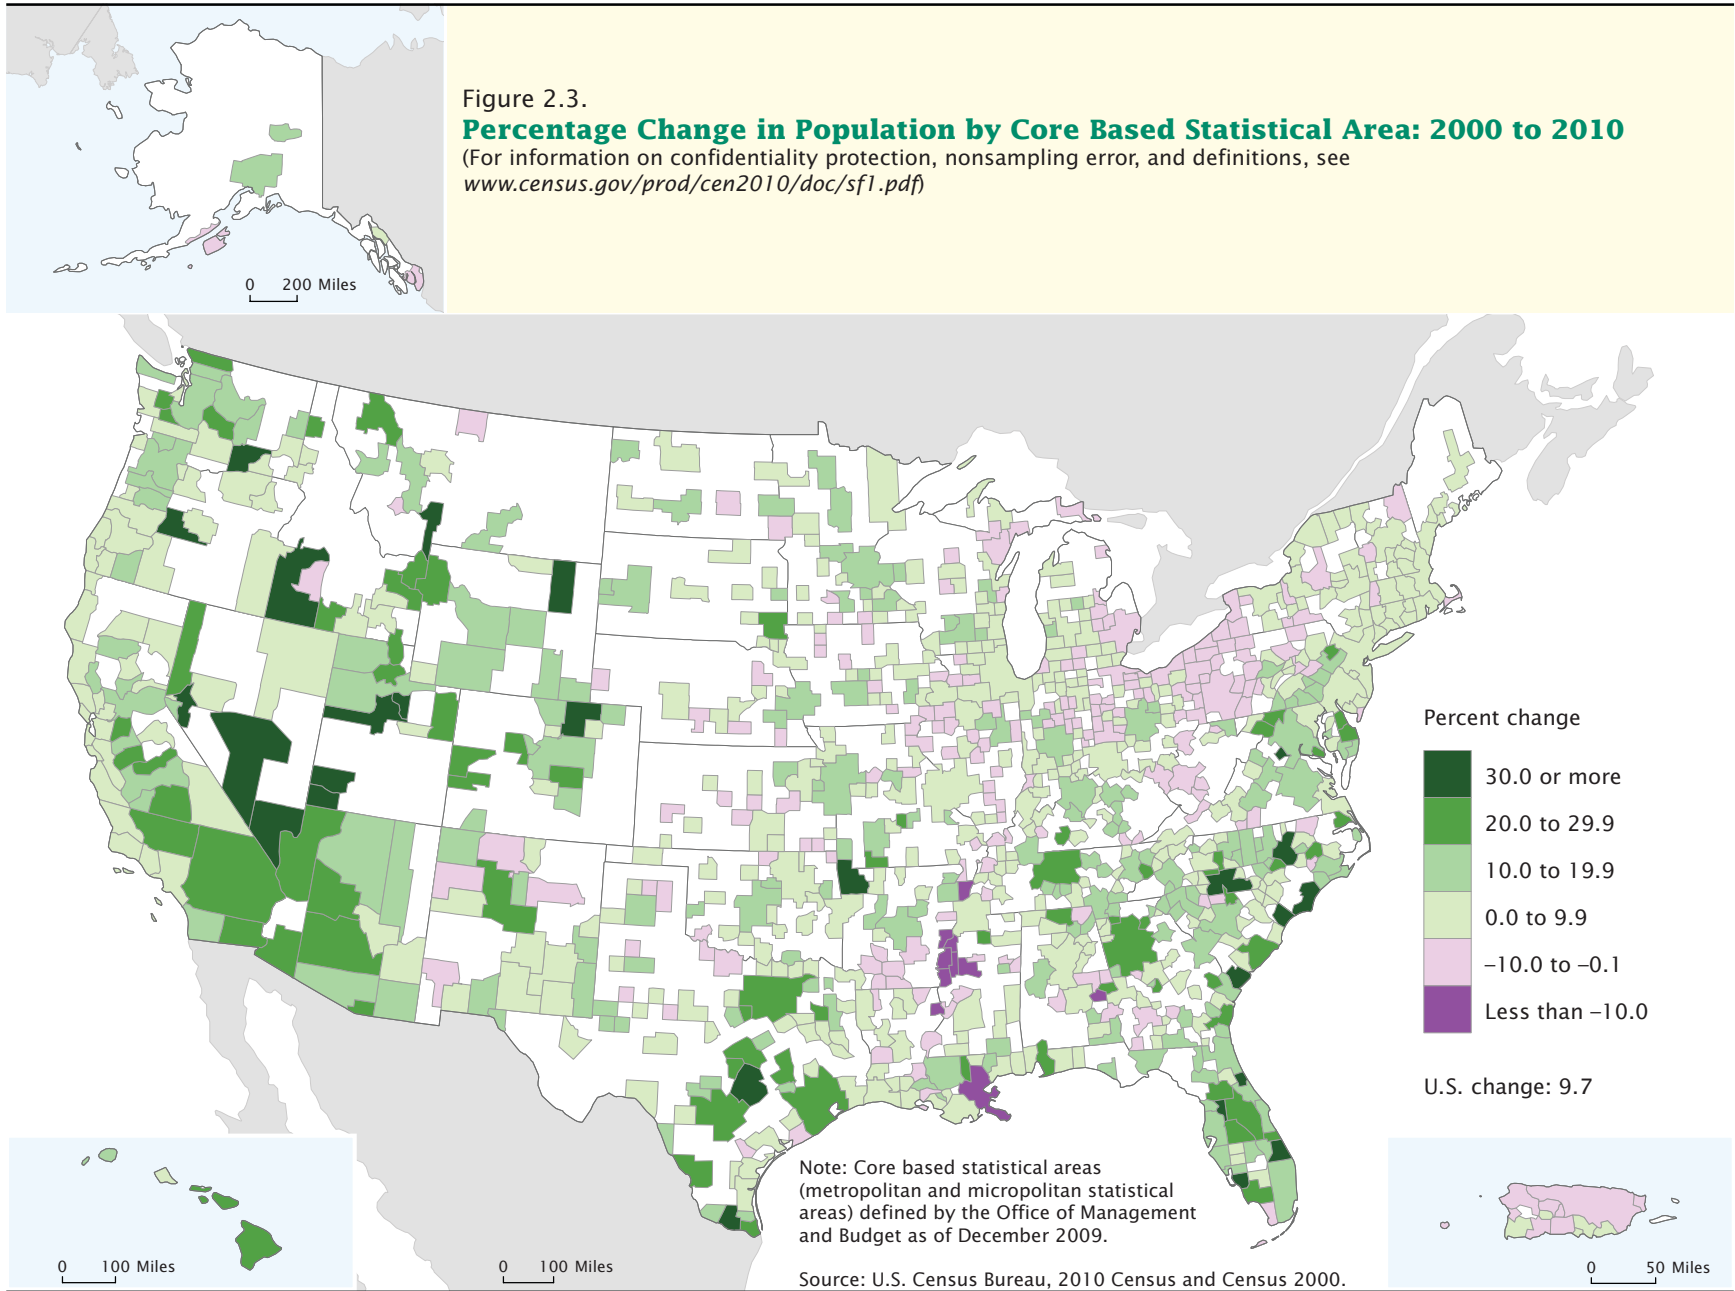 Figure 2.3.
Percentage Change in Population by Core Based Statistical Area: 2000 to 2010
(For information on confidentiality protection, nonsampling error, and definitions, see
www.census.gov/prod/cen2010/doc/sf1.pdf)
0 200 Miles
Percent change
30.0 or more
20.0 to 29.9
10.0 to 19.9
0.0 to 9.9
–10.0 to –0.1
Less than –10.0
U.S. change: 9.7
Note: Core based statistical areas
(metropolitan and micropolitan statistical
areas) defined by the Office of Management
and Budget as of December 2009.
0 100 Miles
0 100 Miles
0 50 Miles
Source: U.S. Census Bureau, 2010 Census and Census 2000.